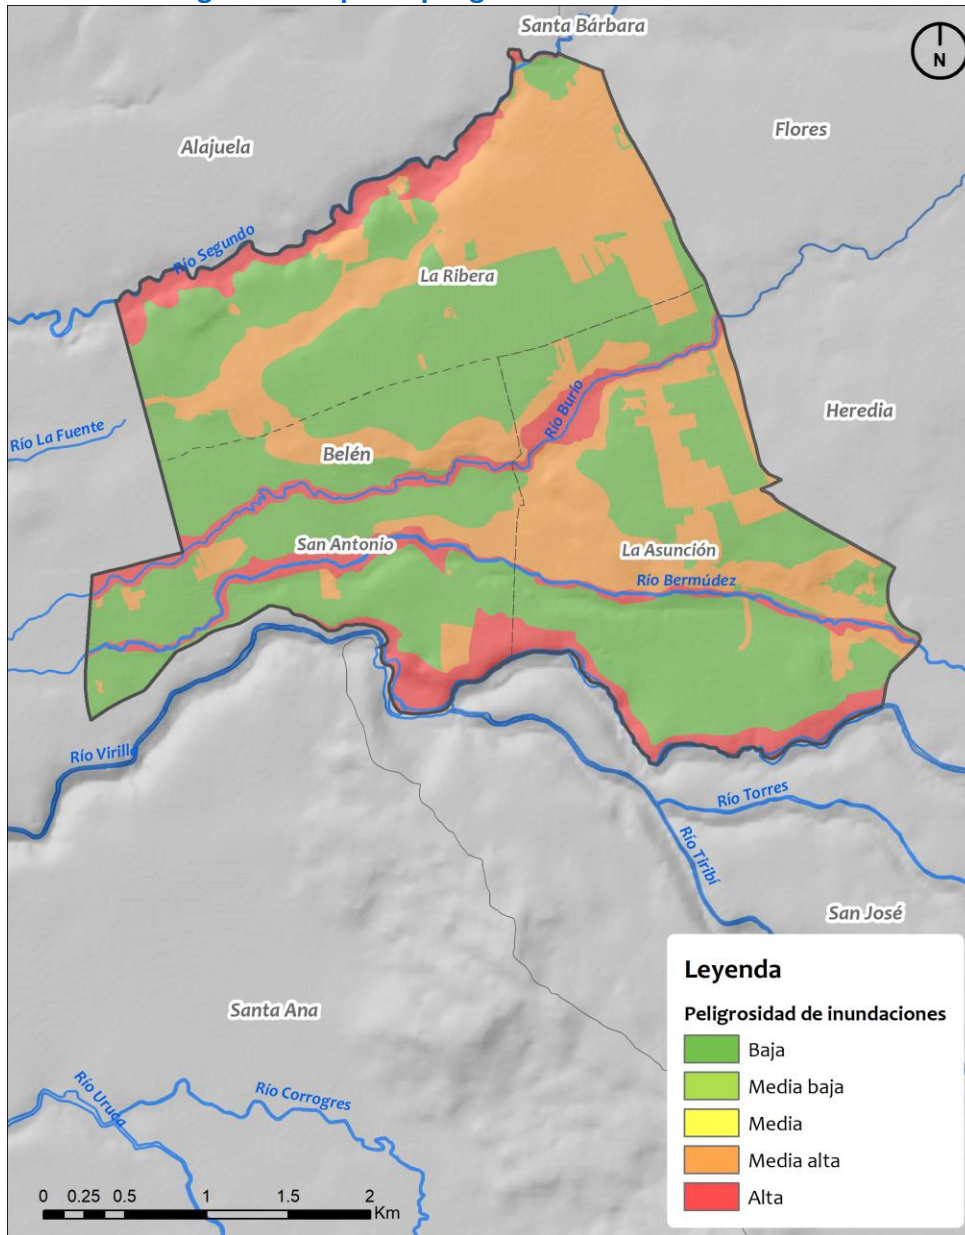 Santa Bárbara
N
Alajuela
Flores
Río Segundo
La Ribera
Río Burío
Heredia
Río La Fuente
Belén
San Antonio
La Asunción
Río Bermúdez
Río Virilla
Río Torres
Río Tiribí
San José
Santa Ana
Río Uruca
Río Corrogres
Leyenda
Peligrosidad de inundaciones
Baja
Media baja
Media
Media alta
Alta
0 0.25 0.5 1 1.5 2
Km